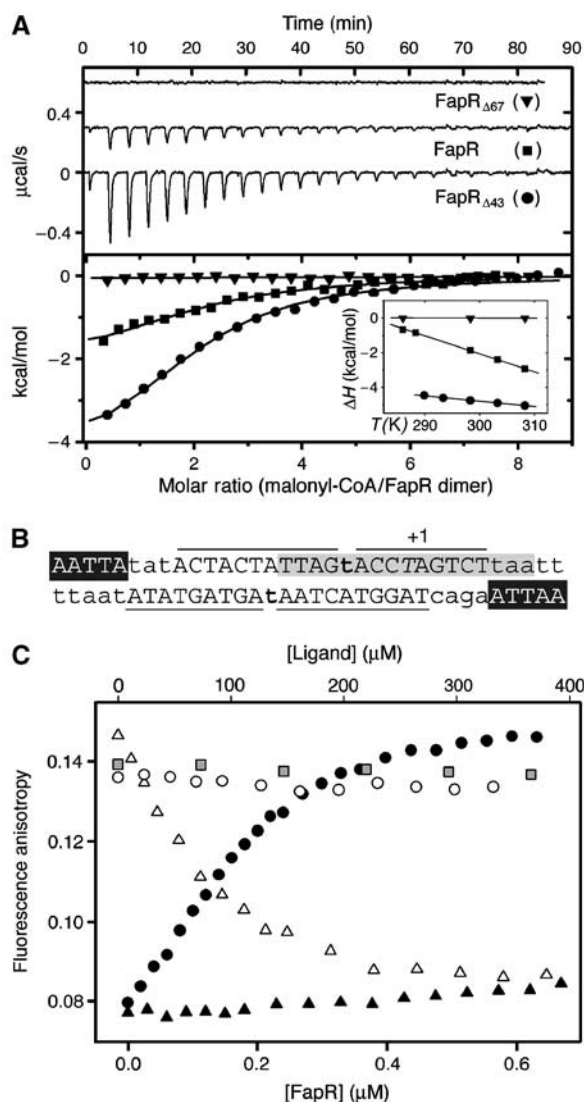 A
Time (min)
0 10 20 30 40 50 60 70 80 90
0.4
0
−0.4
μcal/s
FapRΔ67 (▼)
FapR (■)
FapRΔ43 (●)
0
−2
−4
kcal/mol
0
−2
−4
ΔH (kcal/mol)
T(K) 290 300 310
0 2 4 6 8
Molar ratio (malonyl-CoA/FapR dimer)
B
+1
AATTAtatACTACTATTAGtACCTAGTCTtaatt
ttaatATATGATGAtAATCATGGATcagaATTAA
C
[Ligand] (μM)
0 100 200 300 400
0.14
0.12
0.10
0.08
Fluorescence anisotropy
0.0 0.2 0.4 0.6
[FapR] (μM)